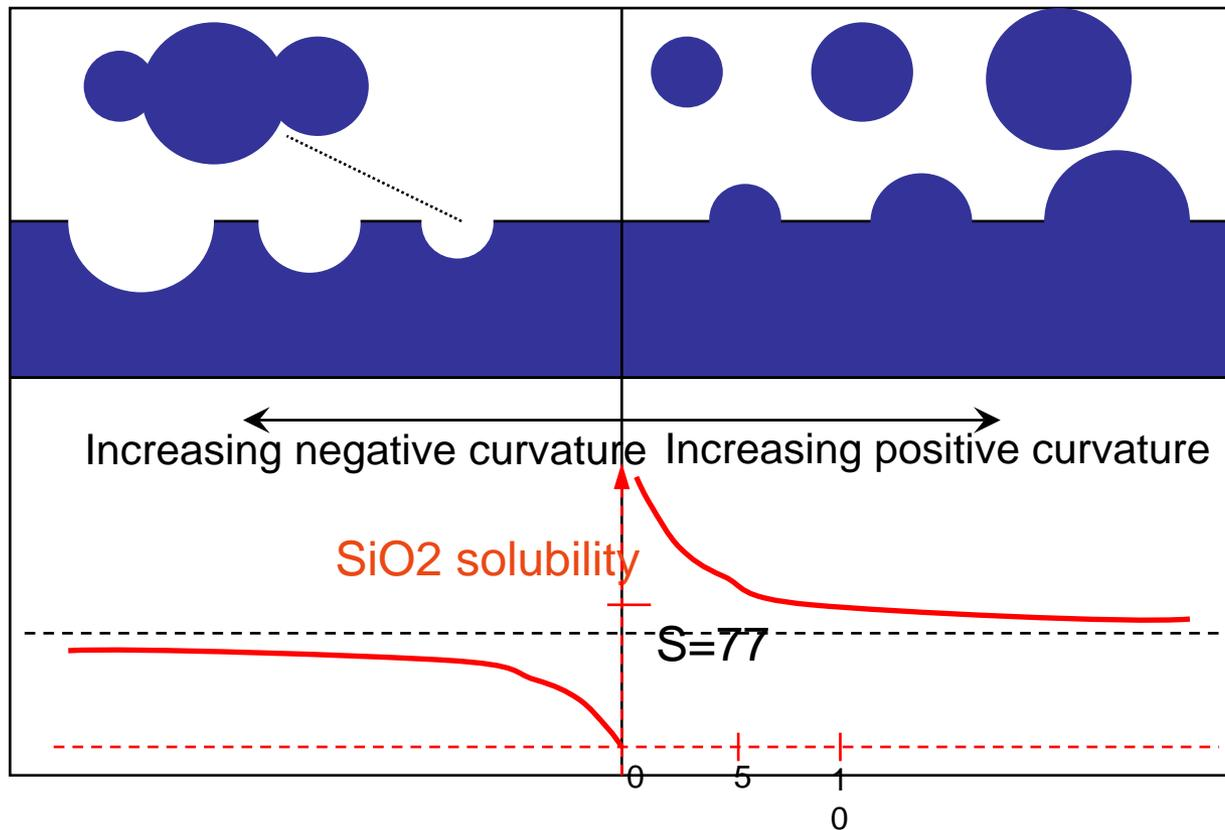 Increasing negative curvature Increasing positive curvature
SiO2 solubility
S=77
0 5 1
0